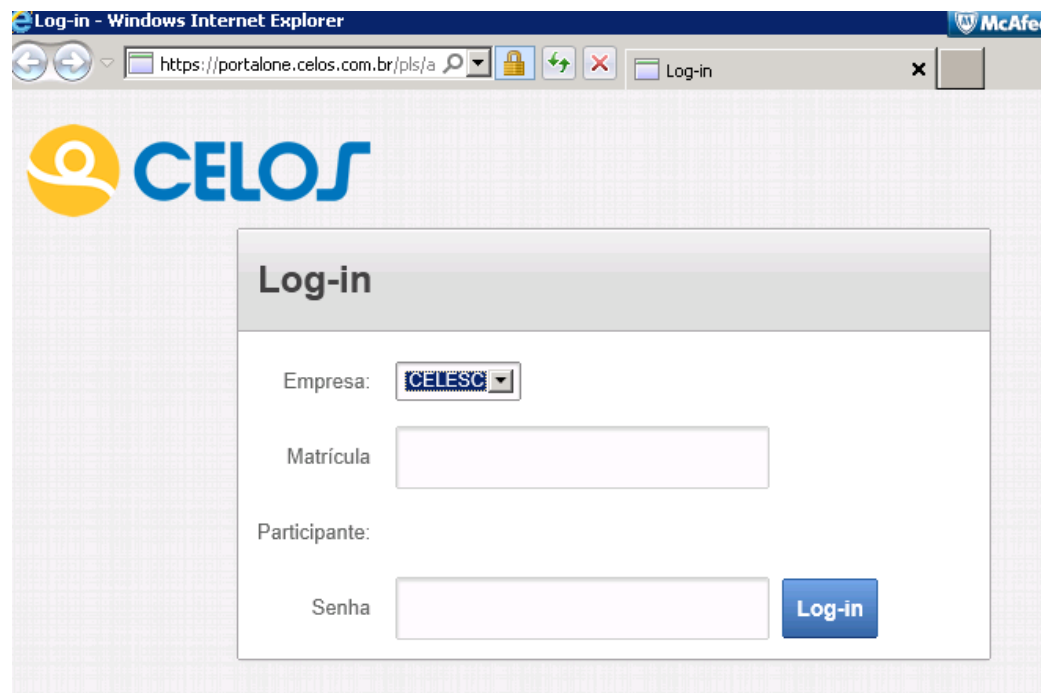 Log-in - Windows Internet Explorer
McAfee
https://portalone.celos.com.br/pls/a
Log-in
CELOS
Log-in
Empresa: CELESC
Matrícula
Participante:
Senha
Log-in